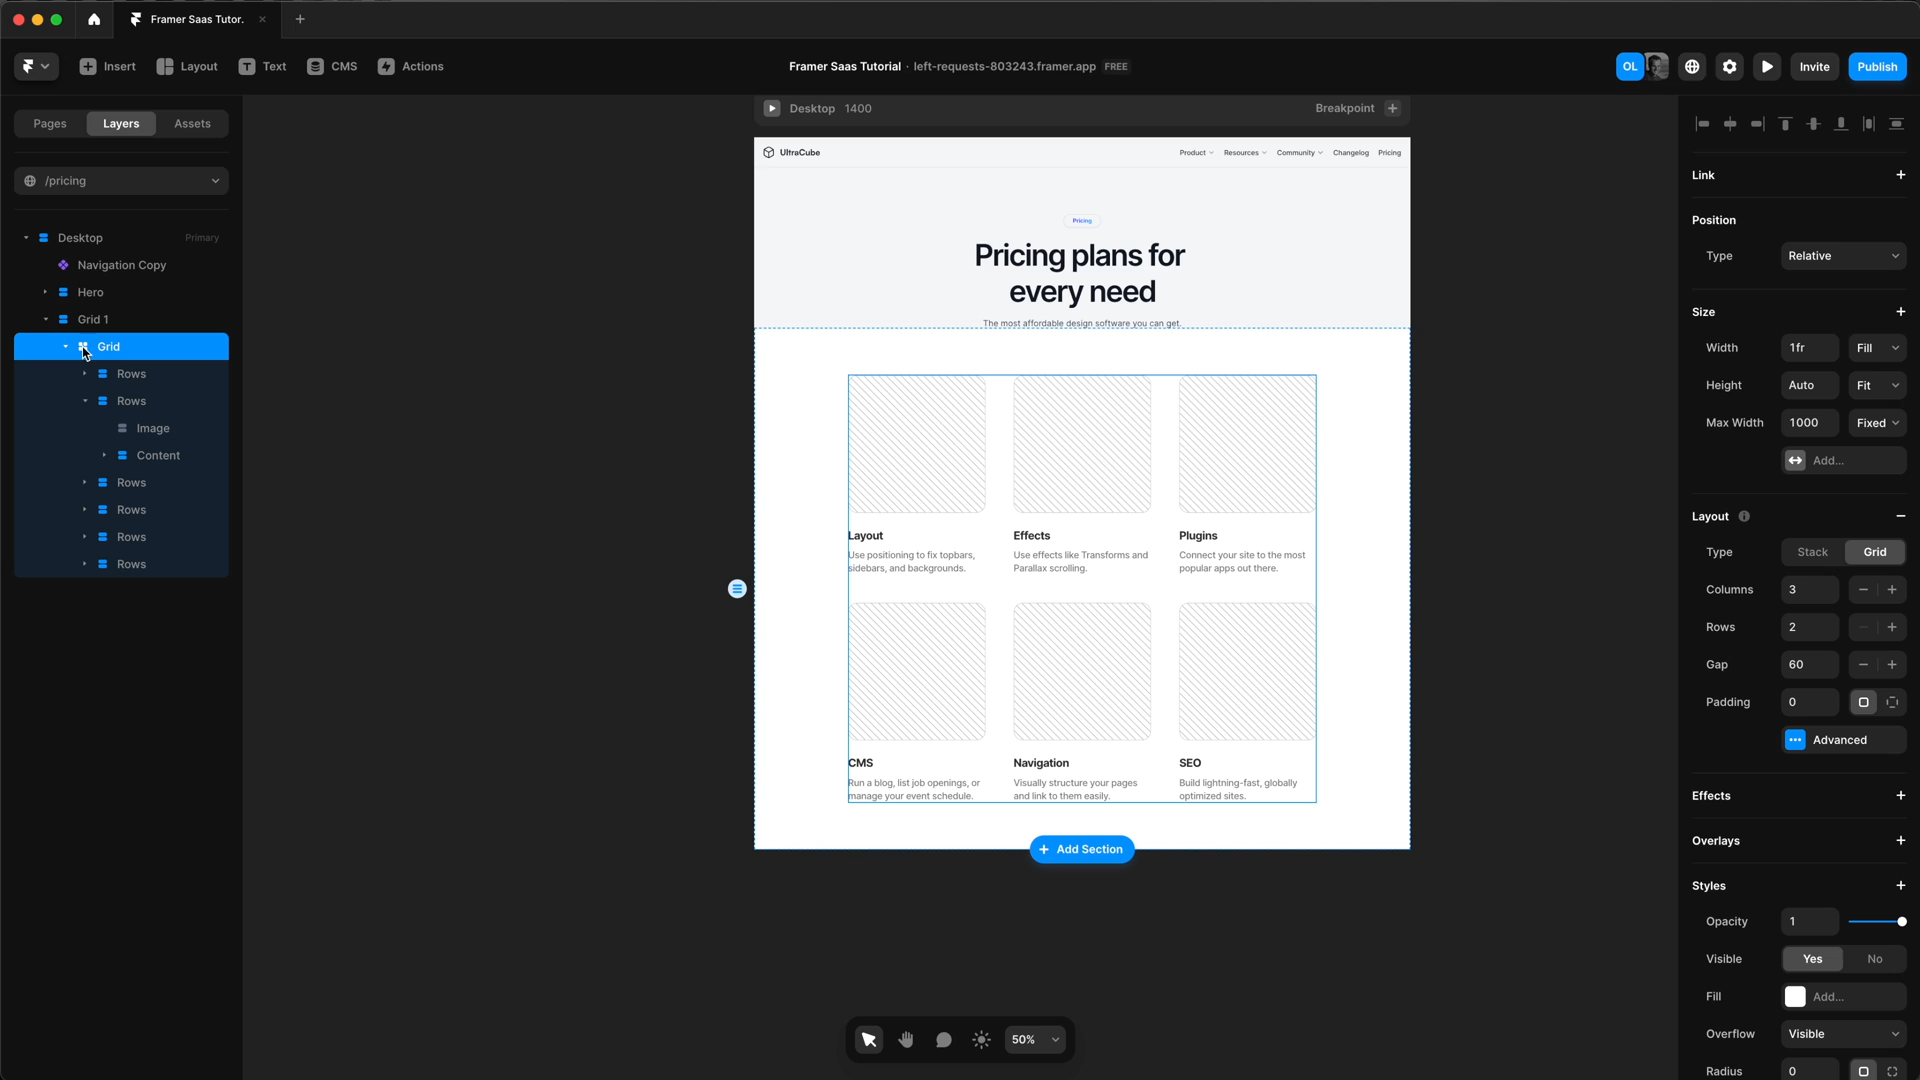 Framer Saas Tutor.
Insert
Layout
Text
CMS
Actions
Framer Saas Tutorial · left-requests-803243.framer.app FREE
OL
Invite
Publish
Pages
Layers
Assets
/pricing
Desktop
Primary
Navigation Copy
Hero
Grid 1
Grid
Rows
Rows
Image
Content
Rows
Rows
Rows
Rows
Desktop 1400
Breakpoint
UltraCube
Product
Resources
Community
Changelog
Pricing
Pricing
Pricing plans for
every need
The most affordable design software you can get.
Layout
Use positioning to fix topbars,
sidebars, and backgrounds.
Effects
Use effects like Transforms and
Parallax scrolling.
Plugins
Connect your site to the most
popular apps out there.
CMS
Run a blog, list job openings, or
manage your event schedule.
Navigation
Visually structure your pages
and link to them easily.
SEO
Build lightning-fast, globally
optimized sites.
+ Add Section
50%
Link
Position
Type Relative
Size
Width 1fr Fill
Height Auto Fit
Max Width 1000 Fixed
Add...
Layout
Type Stack Grid
Columns 3
Rows 2
Gap 60
Padding 0
Advanced
Effects
Overlays
Styles
Opacity 1
Visible Yes No
Fill Add...
Overflow Visible
Radius 0